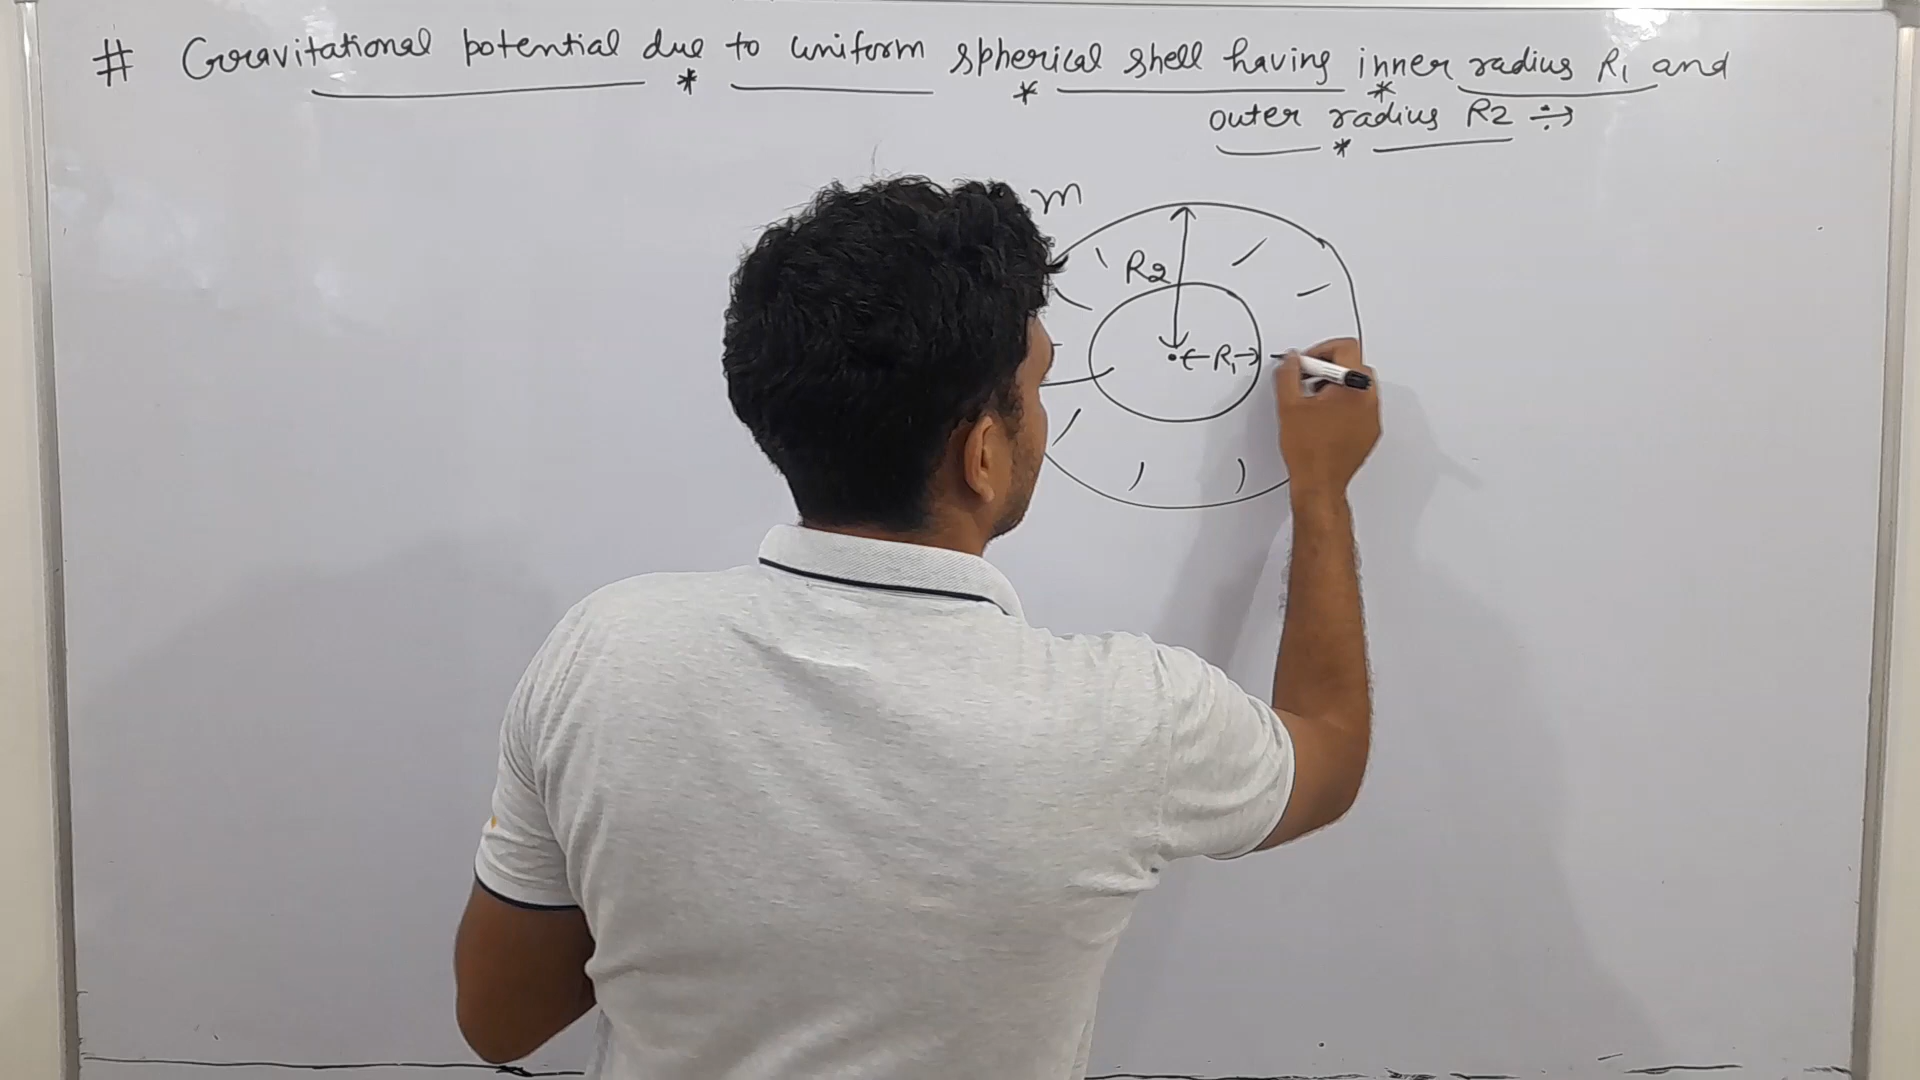 # Gravitational potential due to uniform spherical shell having inner radius R1 and
outer radius R2 ÷→
m
R2
R1